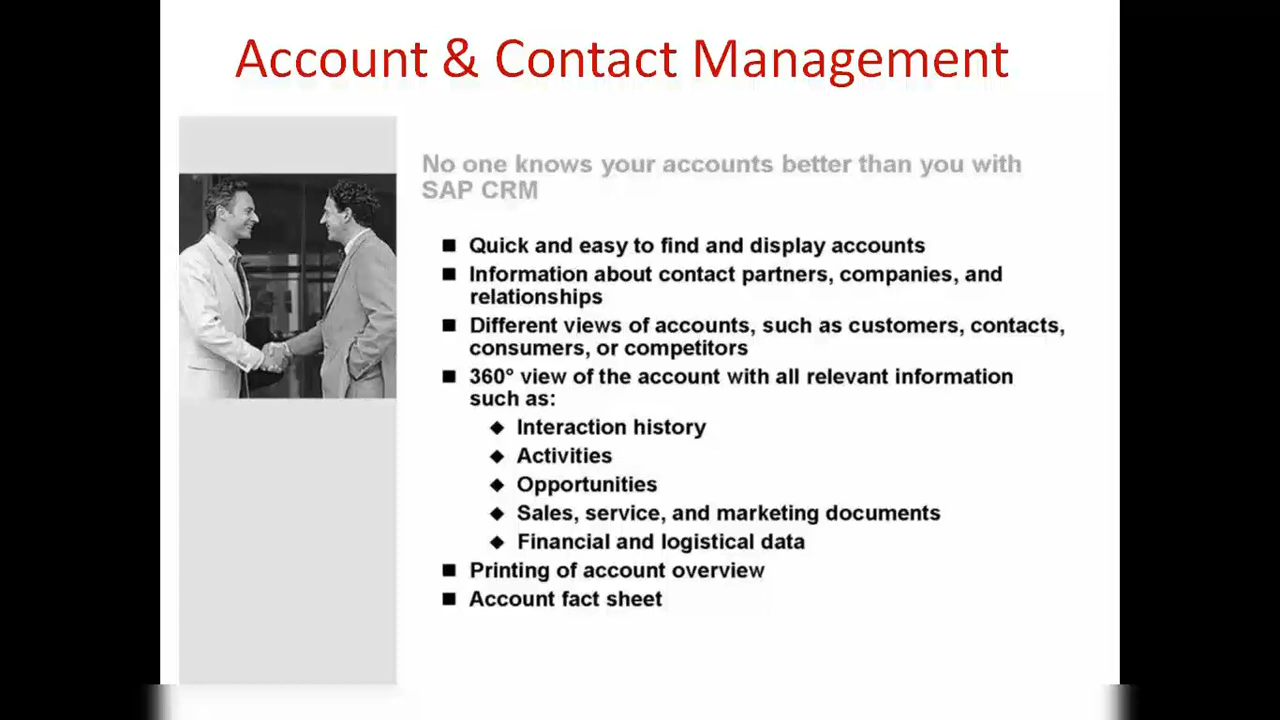 Account & Contact Management
No one knows your accounts better than you with
SAP CRM
■ Quick and easy to find and display accounts
■ Information about contact partners, companies, and
relationships
■ Different views of accounts, such as customers, contacts,
consumers, or competitors
■ 360° view of the account with all relevant information
such as:
◆ Interaction history
◆ Activities
◆ Opportunities
◆ Sales, service, and marketing documents
◆ Financial and logistical data
■ Printing of account overview
■ Account fact sheet